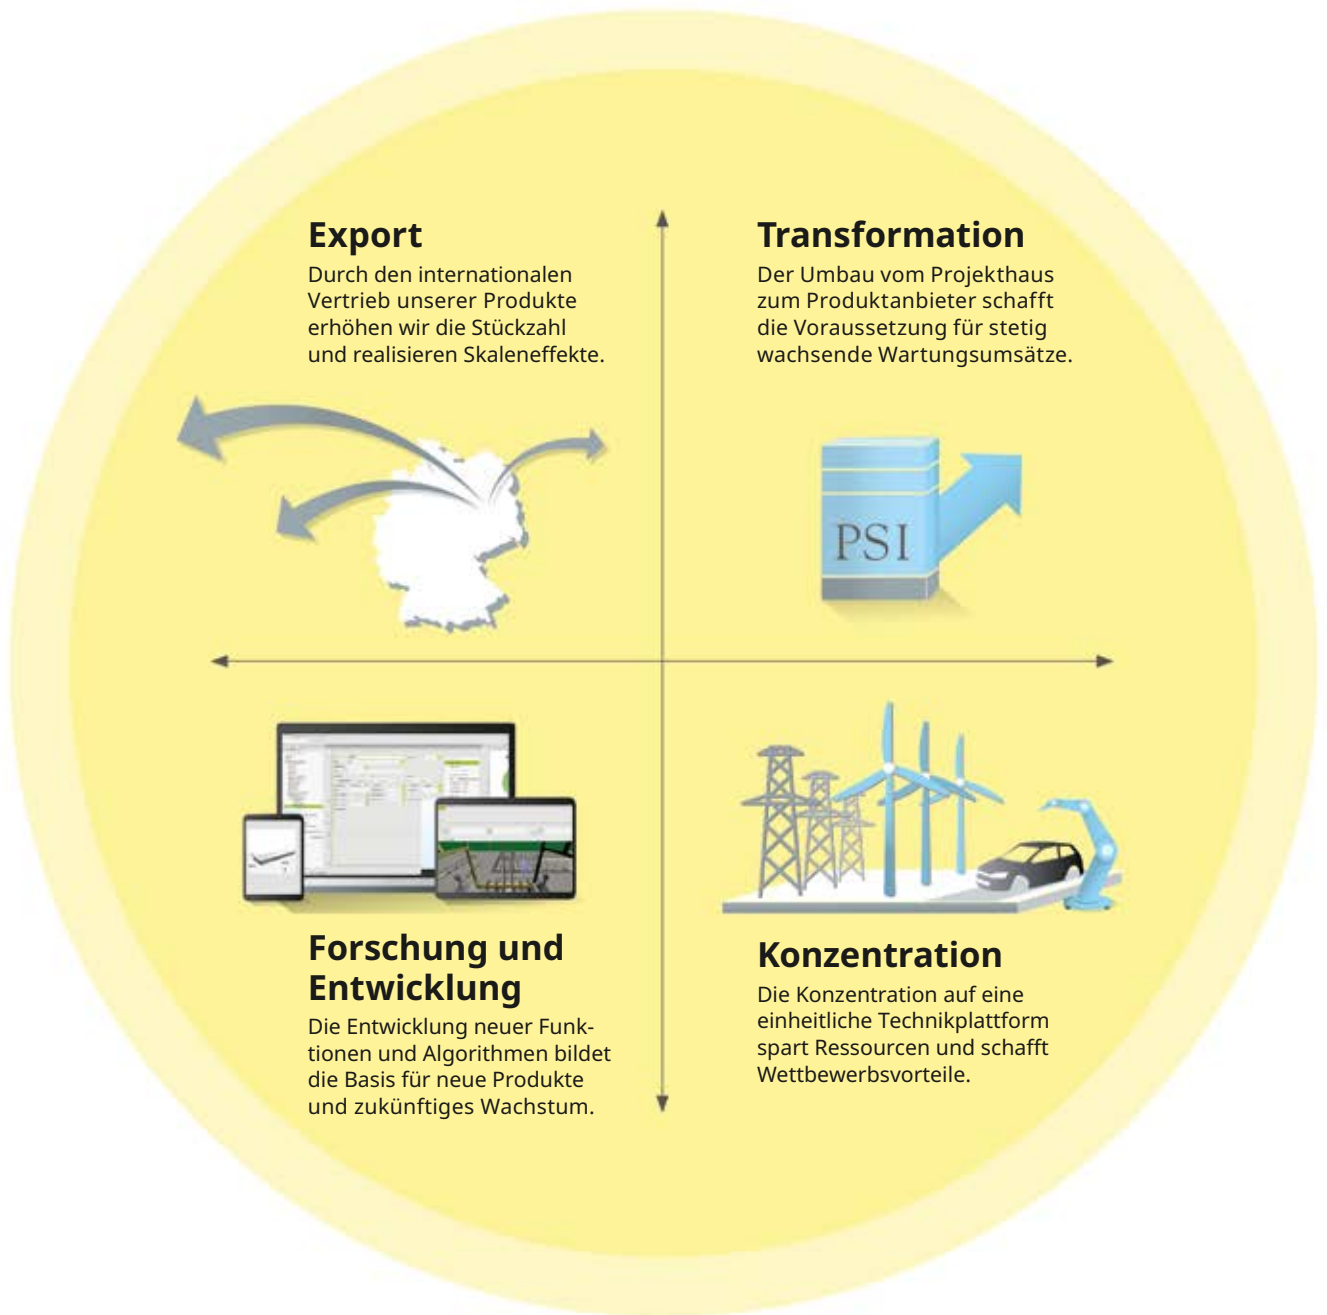 Export
Durch den internationalen
Vertrieb unserer Produkte
erhöhen wir die Stückzahl
und realisieren Skaleneffekte.
Transformation
Der Umbau vom Projekthaus
zum Produktanbieter schafft
die Voraussetzung für stetig
wachsende Wartungsumsätze.
PSI
Forschung und
Entwicklung
Die Entwicklung neuer Funk-
tionen und Algorithmen bildet
die Basis für neue Produkte
und zukünftiges Wachstum.
Konzentration
Die Konzentration auf eine
einheitliche Technikplattform
spart Ressourcen und schafft
Wettbewerbsvorteile.